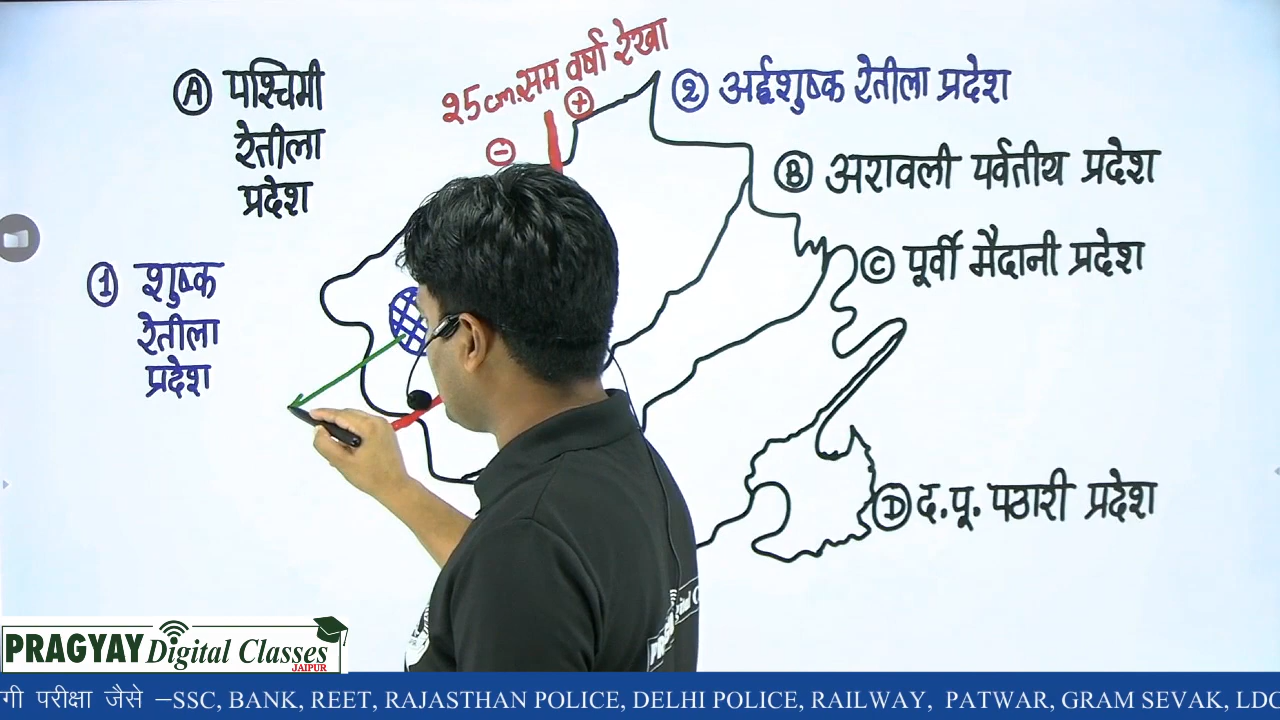 25cm. सम वर्षा रेखा
⊕
⊖
Ⓐ पश्चिमी
रेतीला
प्रदेश
① शुष्क
रेतीला
प्रदेश
② अर्द्धशुष्क रेतीला प्रदेश
Ⓑ अरावली पर्वतीय प्रदेश
Ⓒ पूर्वी मैदानी प्रदेश
Ⓓ द.पू. पठारी प्रदेश
PRAGYAY Digital Classes
JAIPUR
गी परीक्षा जैसे –SSC, BANK, REET, RAJASTHAN POLICE, DELHI POLICE, RAILWAY, PATWAR, GRAM SEVAK, LDC